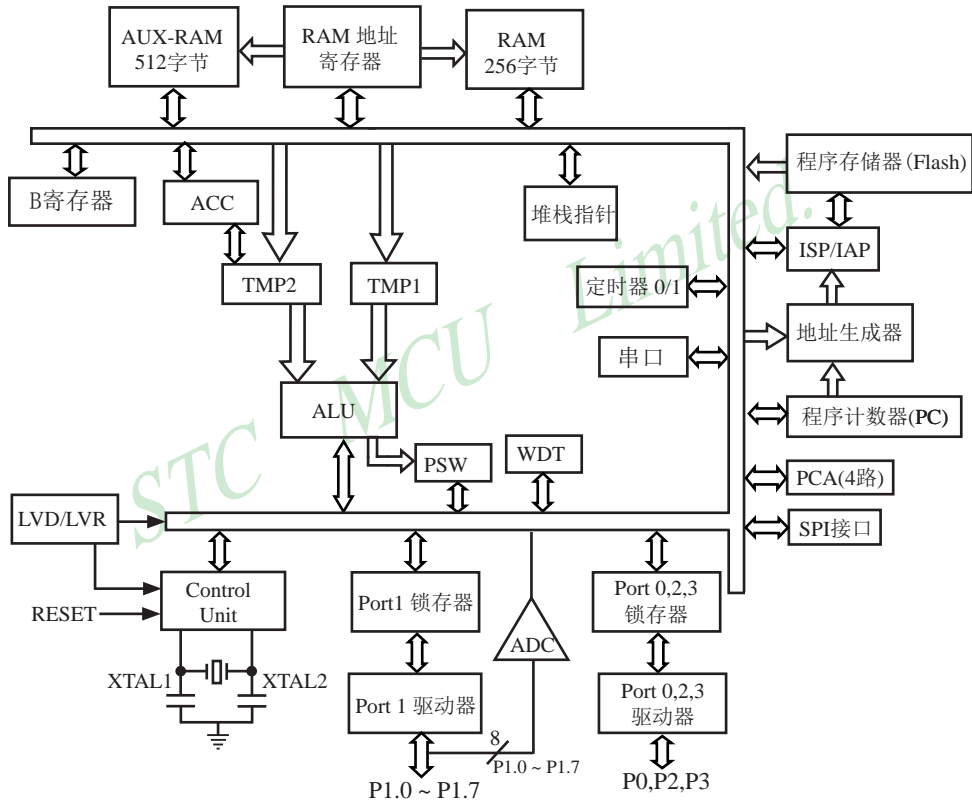 AUX-RAM
512字节
RAM 地址
寄存器
RAM
256字节
程序存储器(Flash)
B寄存器
ACC
堆栈指针
ISP/IAP
TMP2
TMP1
定时器 0/1
地址生成器
串口
ALU
程序计数器(PC)
PSW
WDT
PCA(4路)
LVD/LVR
SPI接口
Control
Unit
RESET
Port1 锁存器
ADC
Port 0,2,3
锁存器
XTAL1
XTAL2
Port 1 驱动器
Port 0,2,3
驱动器
8
P1.0 ~ P1.7
P1.0 ~ P1.7
P0,P2,P3
STC MCU Limited.